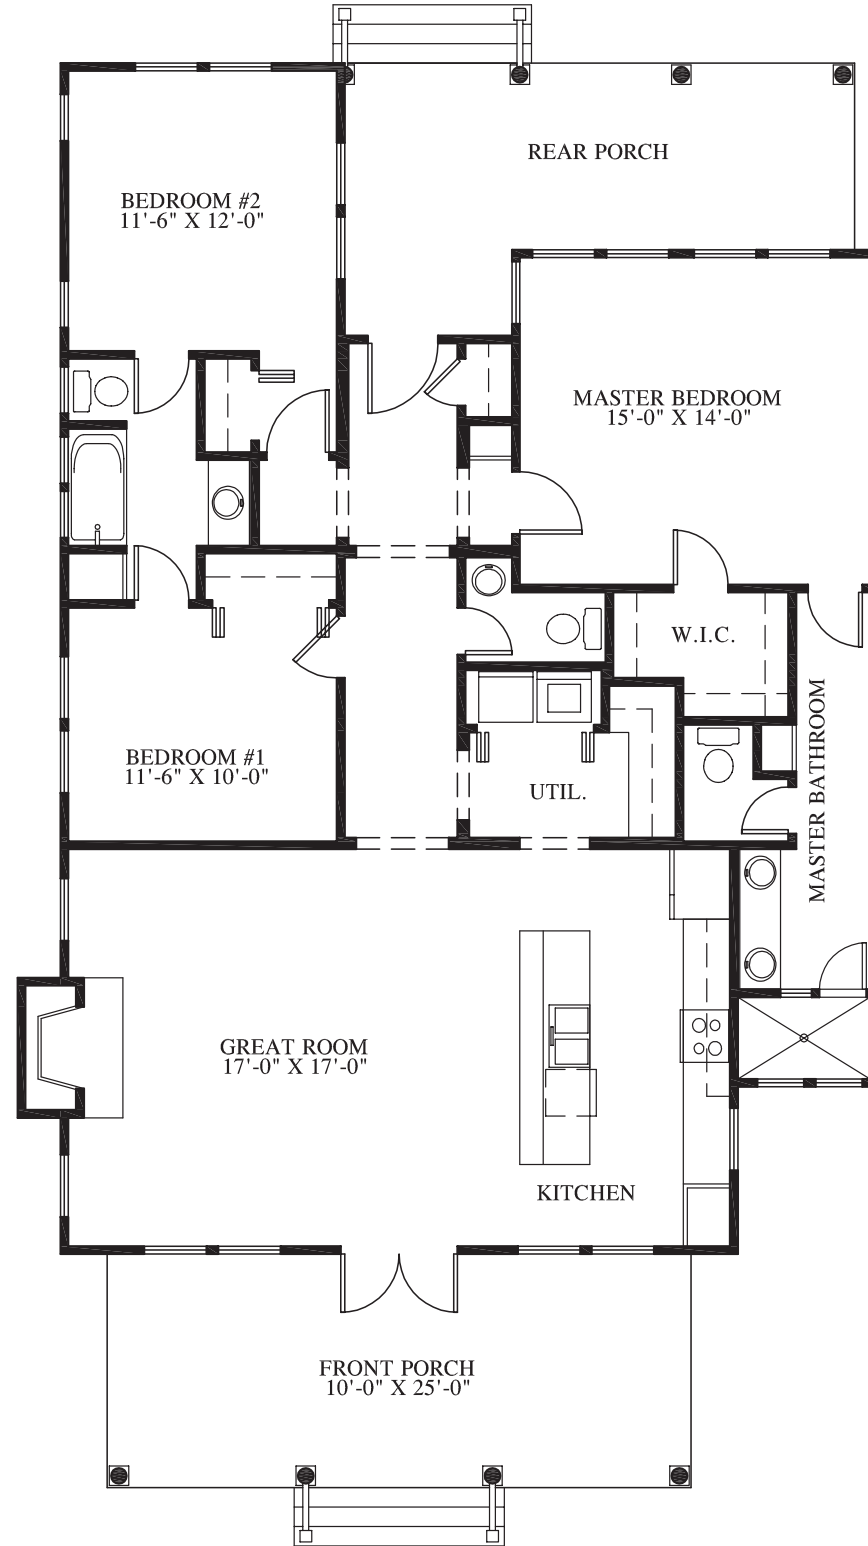 REAR PORCH
BEDROOM #2
11'-6" X 12'-0"
MASTER BEDROOM
15'-0" X 14'-0"
W.I.C.
MASTER BATHROOM
BEDROOM #1
11'-6" X 10'-0"
UTIL.
GREAT ROOM
17'-0" X 17'-0"
KITCHEN
FRONT PORCH
10'-0" X 25'-0"